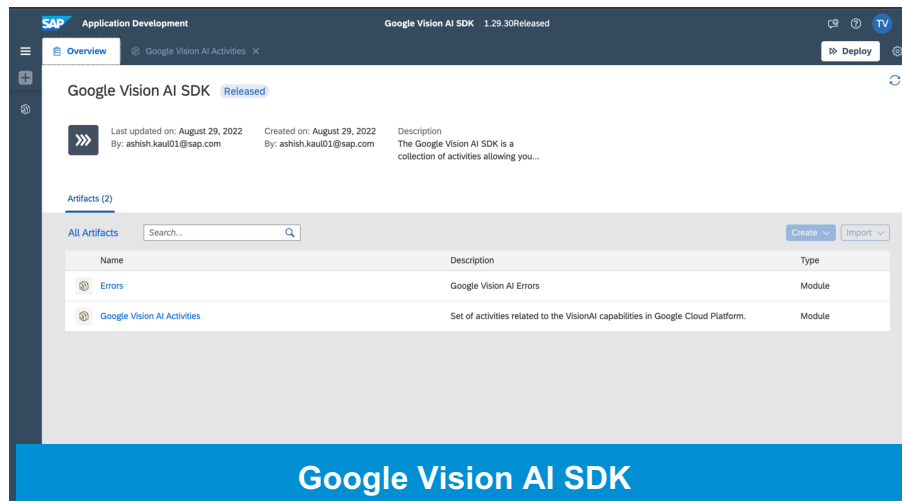 SAP Application Development Google Vision AI SDK 1.29.30Released TV
Overview Google Vision AI Activities Deploy
Google Vision AI SDK Released
Last updated on: August 29, 2022 Created on: August 29, 2022 Description
By: ashish.kaul01@sap.com By: ashish.kaul01@sap.com The Google Vision AI SDK is a
collection of activities allowing you...
Artifacts (2)
All Artifacts Search... Create Import
Name Description Type
Errors Google Vision AI Errors Module
Google Vision AI Activities Set of activities related to the VisionAI capabilities in Google Cloud Platform. Module
Google Vision AI SDK